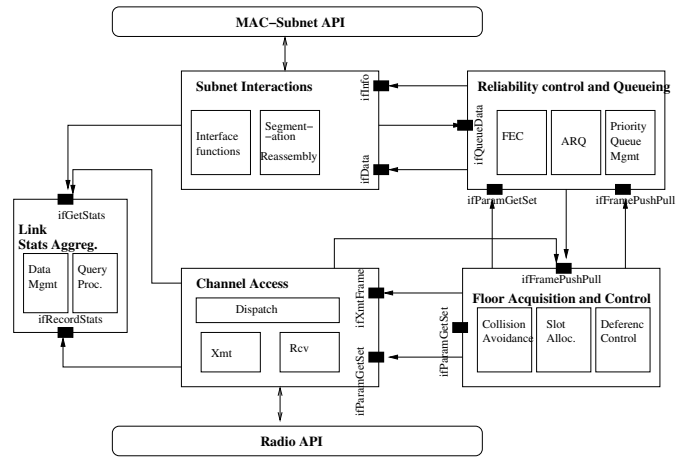 MAC-Subnet API
Subnet Interactions
Interface
functions
Segment-
-ation
Reassembly
ifInfo
ifData
ifQueueData
Reliability control and Queueing
FEC
ARQ
Priority
Queue
Mgmt
ifParamGetSet
ifFramePushPull
ifGetStats
Link
Stats Aggreg.
Data
Mgmt
Query
Proc.
ifRecordStats
Channel Access
Dispatch
Xmt
Rcv
ifXmtFrame
ifParamGetSet
ifParamGetSet
ifFramePushPull
Floor Acquisition and Control
Collision
Avoidance
Slot
Alloc.
Deferenc
Control
Radio API